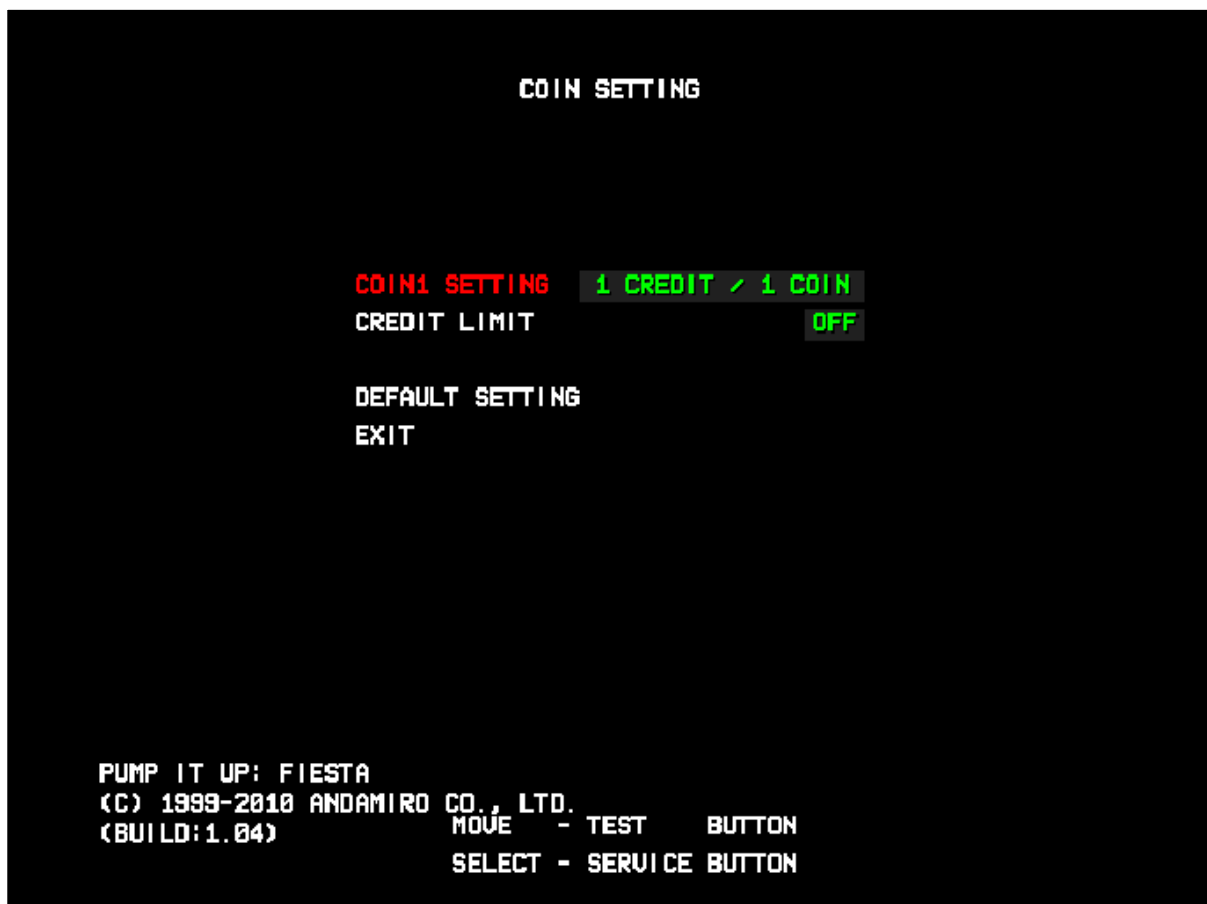 COIN SETTING
COIN1 SETTING 1 CREDIT / 1 COIN
CREDIT LIMIT OFF
DEFAULT SETTING
EXIT
PUMP IT UP: FIESTA
(C) 1999-2010 ANDAMIRO CO., LTD.
(BUILD:1.04)
MOVE - TEST BUTTON
SELECT - SERVICE BUTTON